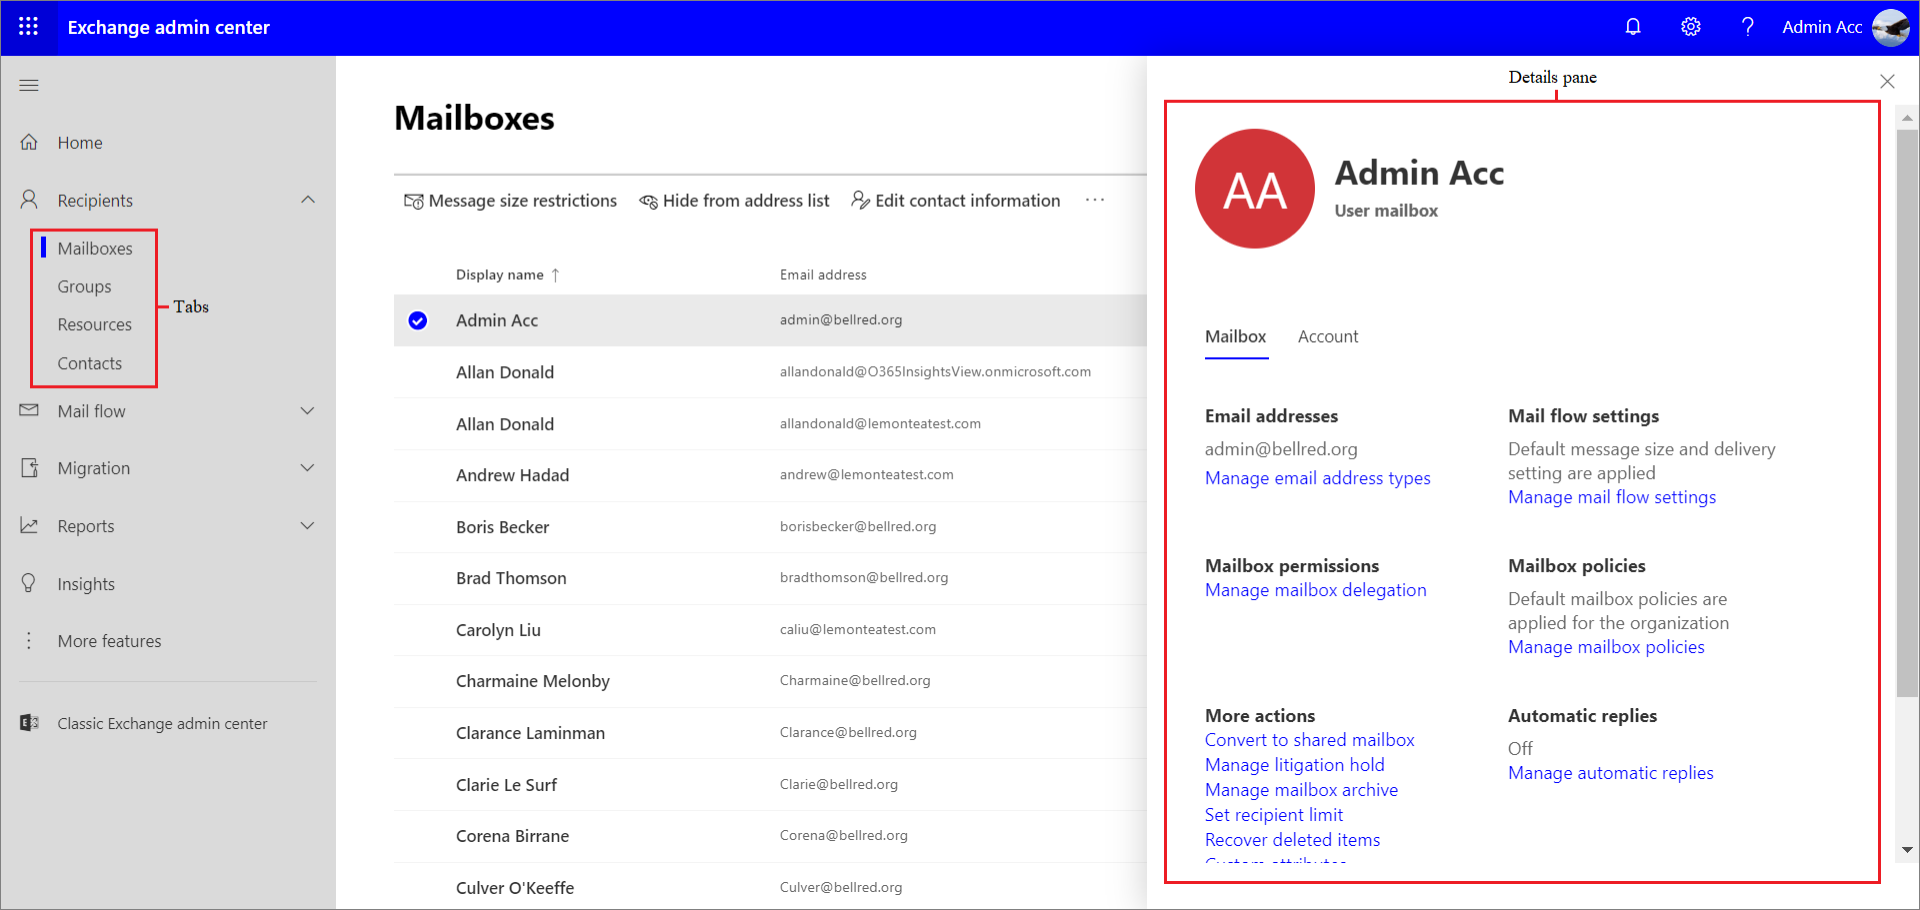 Exchange admin center
Admin Acc
Home
Recipients
Mailboxes
Groups
Resources
Contacts
Tabs
Mail flow
Migration
Reports
Insights
More features
Classic Exchange admin center
Mailboxes
Message size restrictions
Hide from address list
Edit contact information
Display name ↑
Email address
Admin Acc admin@bellred.org
Allan Donald allandonald@O365InsightsView.onmicrosoft.com
Allan Donald allandonald@lemonteatest.com
Andrew Hadad andrew@lemonteatest.com
Boris Becker borisbecker@bellred.org
Brad Thomson bradthomson@bellred.org
Carolyn Liu caliu@lemonteatest.com
Charmaine Melonby Charmaine@bellred.org
Clarance Laminman Clarance@bellred.org
Clarie Le Surf Clarie@bellred.org
Corena Birrane Corena@bellred.org
Culver O'Keeffe Culver@bellred.org
Details pane
AA
Admin Acc
User mailbox
Mailbox
Account
Email addresses
admin@bellred.org
Manage email address types
Mail flow settings
Default message size and delivery
setting are applied
Manage mail flow settings
Mailbox permissions
Manage mailbox delegation
Mailbox policies
Default mailbox policies are
applied for the organization
Manage mailbox policies
More actions
Convert to shared mailbox
Manage litigation hold
Manage mailbox archive
Set recipient limit
Recover deleted items
Custom attributes
Automatic replies
Off
Manage automatic replies